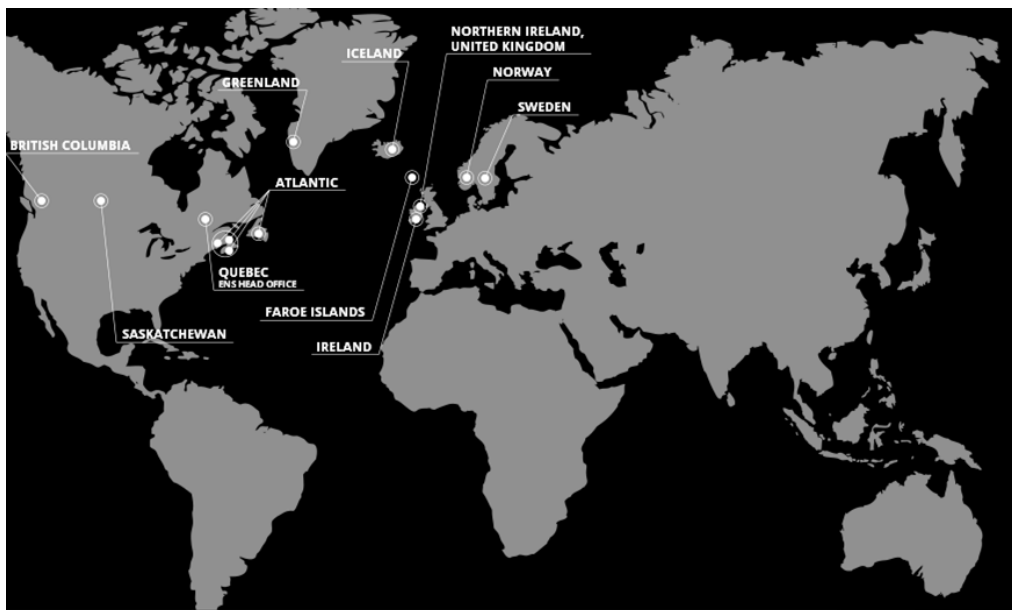 NORTHERN IRELAND,
UNITED KINGDOM
ICELAND
NORWAY
GREENLAND
SWEDEN
BRITISH COLUMBIA
ATLANTIC
QUEBEC
ENS HEAD OFFICE
FAROE ISLANDS
SASKATCHEWAN
IRELAND